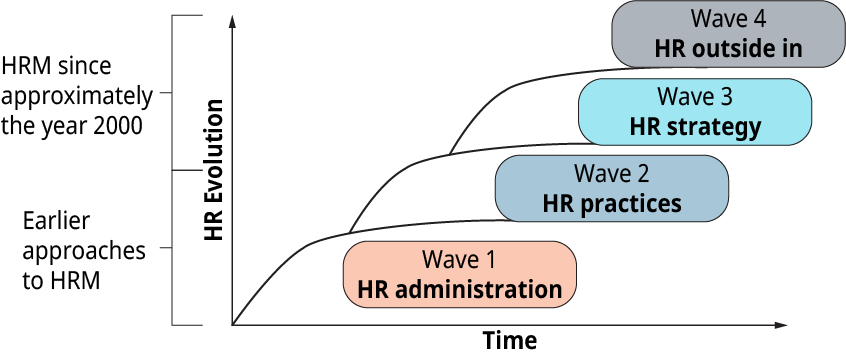 Wave 4
HR outside in
HRM since
approximately
the year 2000
Wave 3
HR strategy
HR Evolution
Wave 2
HR practices
Earlier
approaches
to HRM
Wave 1
HR administration
Time